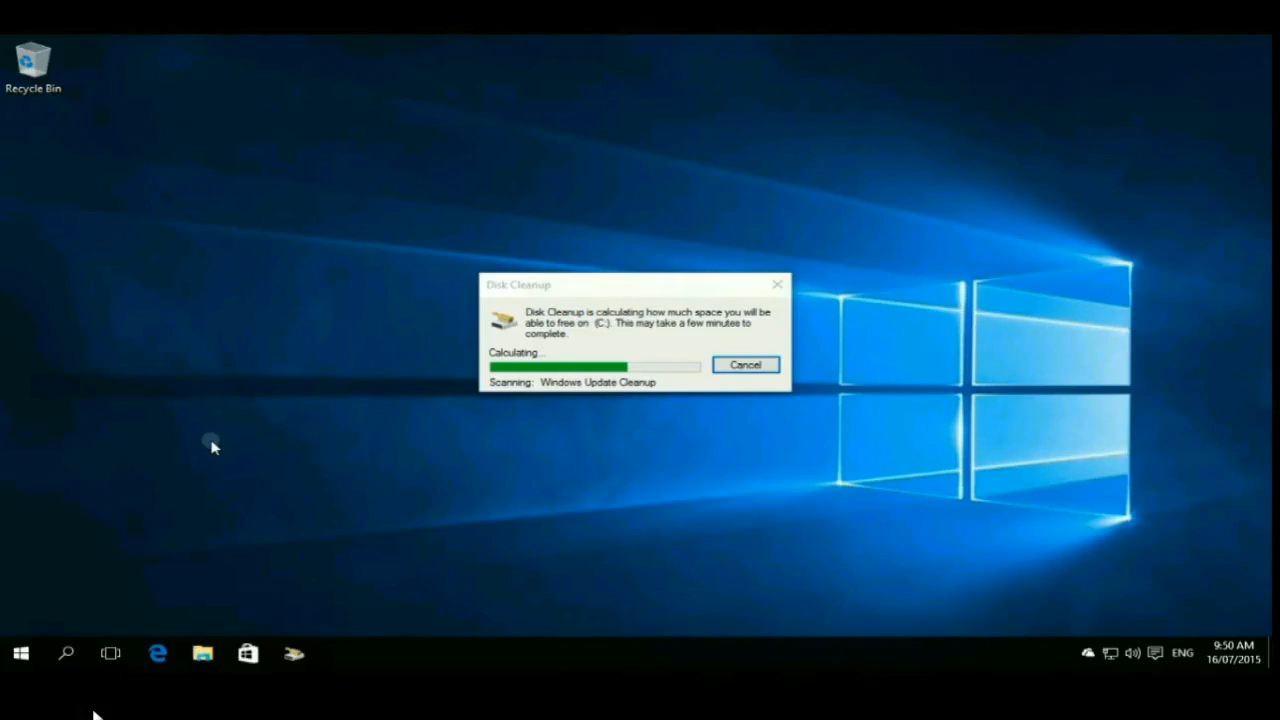 Recycle Bin
Disk Cleanup
Disk Cleanup is calculating how much space you will be
able to free on (C:). This may take a few minutes to
complete.
Calculating...
Cancel
Scanning: Windows Update Cleanup
ENG
9:50 AM
16/07/2015